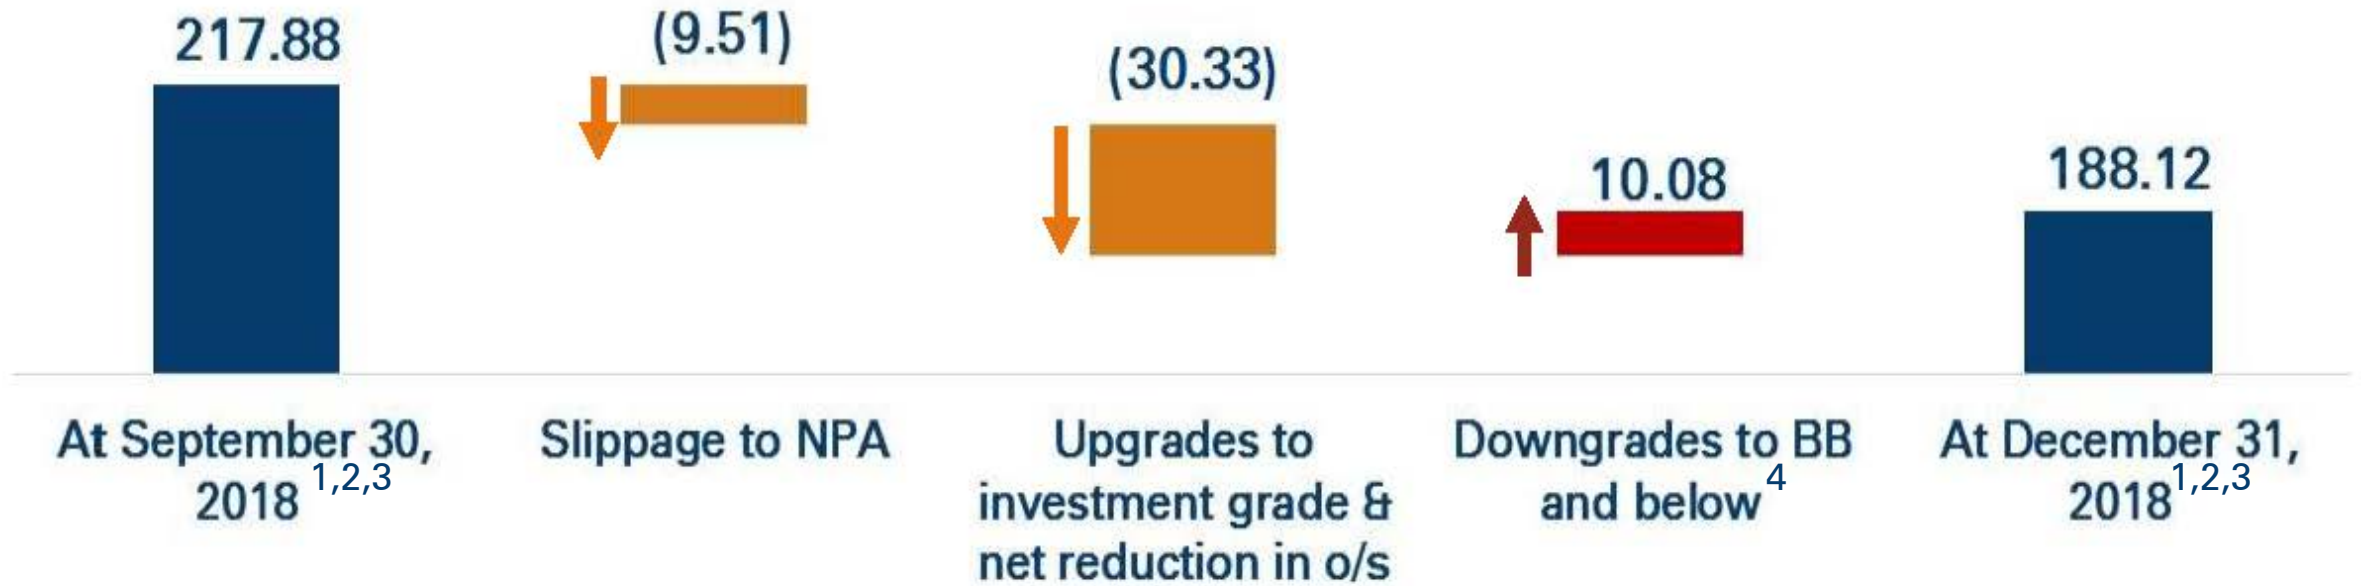 217.88
(9.51)
(30.33)
10.08
188.12
At September 30,
2018 1,2,3
Slippage to NPA
Upgrades to
investment grade &
net reduction in o/s
Downgrades to BB
and below 4
At December 31,
2018 1,2,3